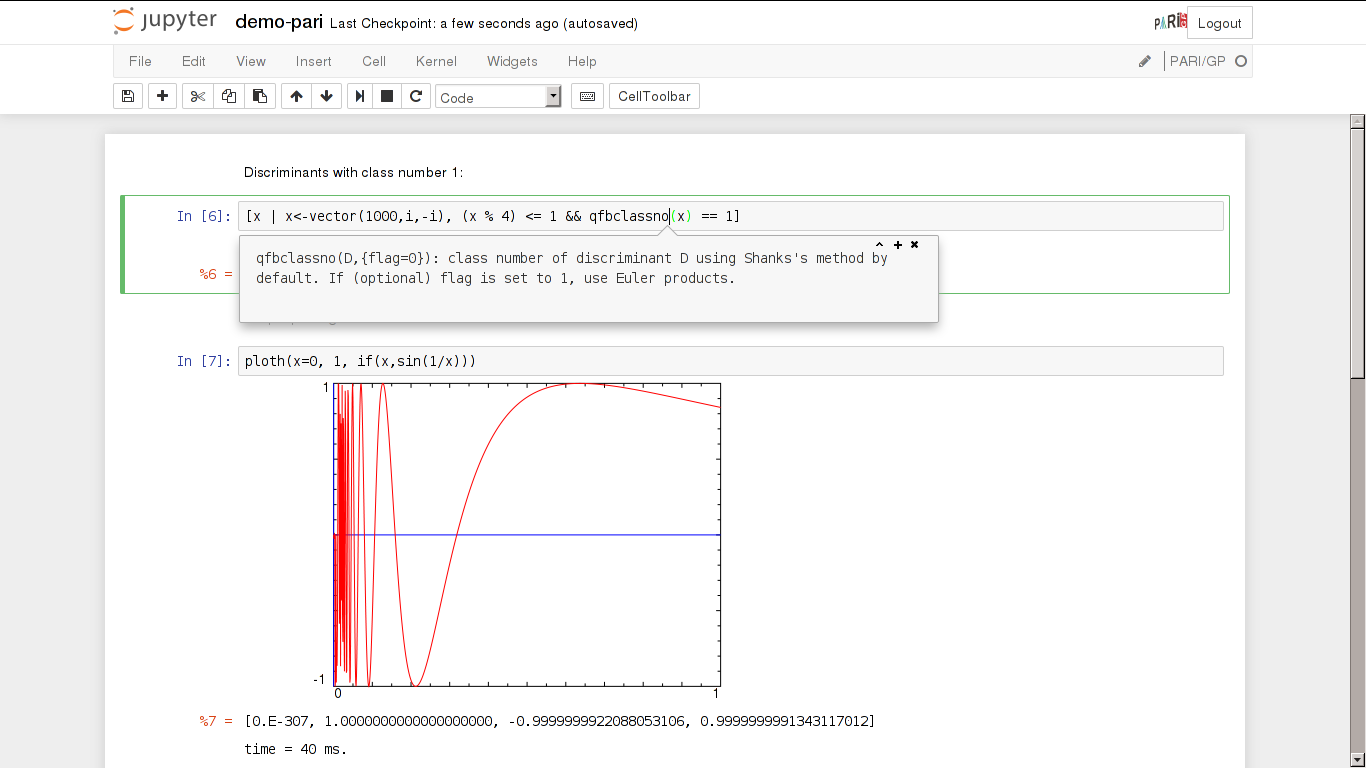 jupyter demo-pari Last Checkpoint: a few seconds ago (autosaved) PARI Logout
File Edit View Insert Cell Kernel Widgets Help PARI/GP
Code CellToolbar
Discriminants with class number 1:
In [6]: [x | x<-vector(1000,i,-i), (x % 4) <= 1 && qfbclassno(x) == 1]
qfbclassno(D,{flag=0}): class number of discriminant D using Shanks's method by
%6 =
default. If (optional) flag is set to 1, use Euler products.
In [7]: ploth(x=0, 1, if(x,sin(1/x)))
1
-1
0 1
%7 = [0.E-307, 1.0000000000000000000, -0.9999999922088053106, 0.9999999991343117012]
time = 40 ms.